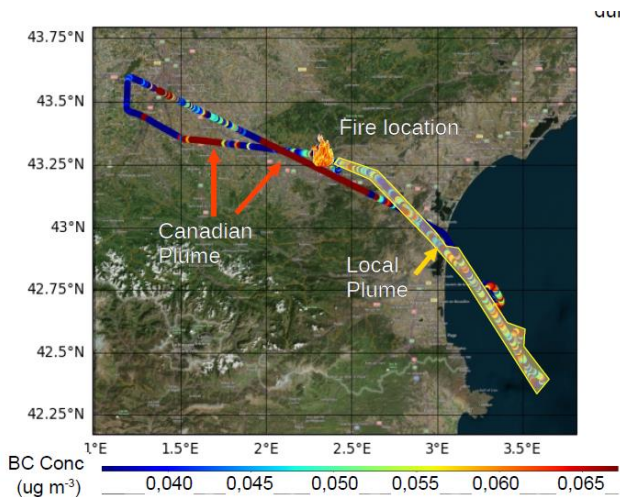 dur
43.75°N
43.5°N
43.25°N
43°N
42.75°N
42.5°N
42.25°N
Fire location
Canadian
Plume
Local
Plume
1°E 1.5°E 2°E 2.5°E 3°E 3.5°E
BC Conc
(ug m⁻³)
0,040 0,045 0,050 0,055 0,060 0,065